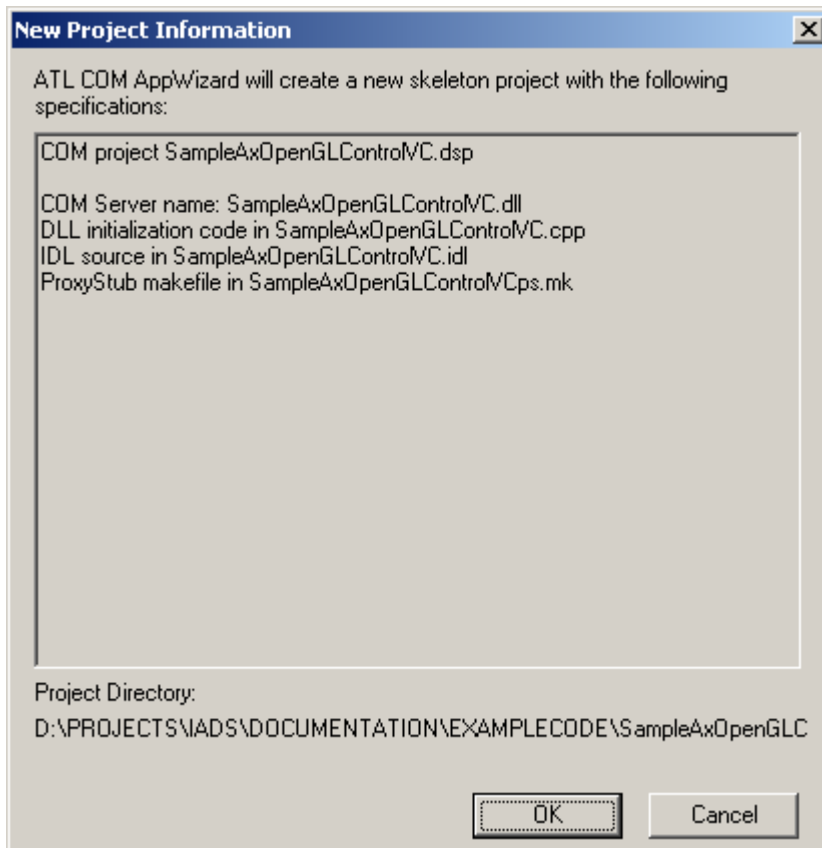 New Project Information
ATL COM AppWizard will create a new skeleton project with the following
specifications:
COM project SampleAxOpenGLControlVC.dsp
COM Server name: SampleAxOpenGLControlVC.dll
DLL initialization code in SampleAxOpenGLControlVC.cpp
IDL source in SampleAxOpenGLControlVC.idl
ProxyStub makefile in SampleAxOpenGLControlVCps.mk
Project Directory:
D:\PROJECTS\IADS\DOCUMENTATION\EXAMPLECODE\SampleAxOpenGLC
OK
Cancel